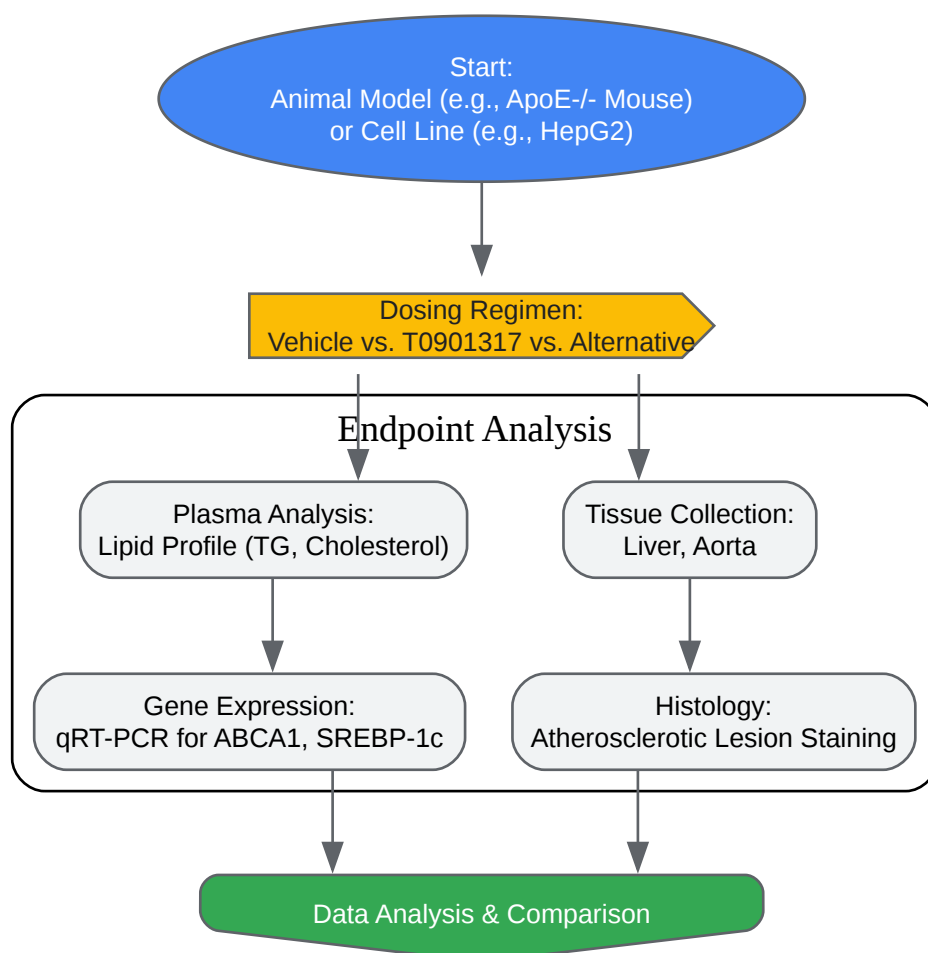 Start:
Animal Model (e.g., ApoE-/- Mouse)
or Cell Line (e.g., HepG2)
Dosing Regimen:
Vehicle vs. T0901317 vs. Alternative
Endpoint Analysis
Plasma Analysis:
Lipid Profile (TG, Cholesterol)
Tissue Collection:
Liver, Aorta
Gene Expression:
qRT-PCR for ABCA1, SREBP-1c
Histology:
Atherosclerotic Lesion Staining
Data Analysis & Comparison